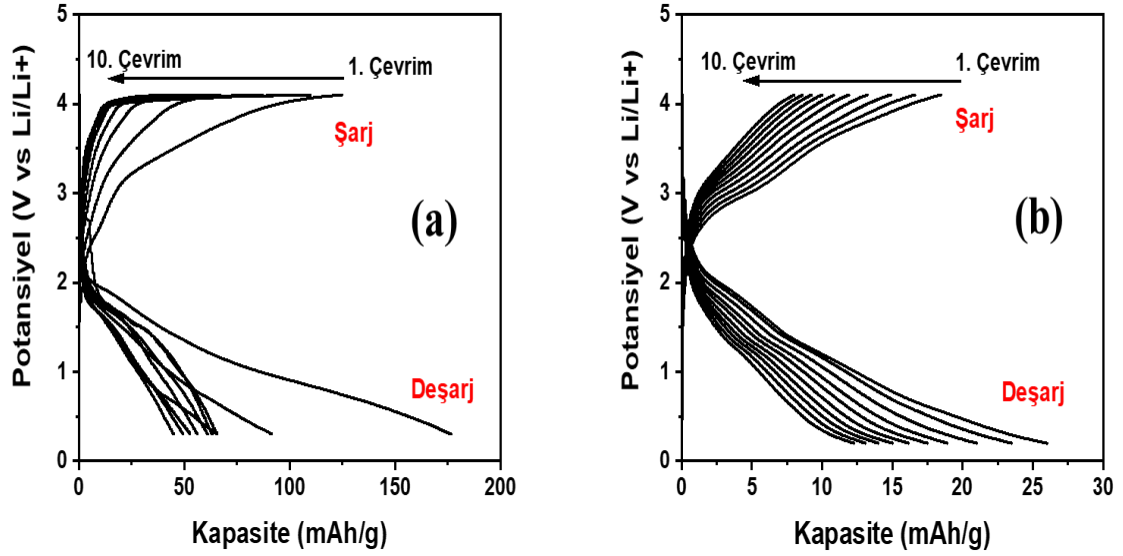 5
4
3
2
1
0
Potansiyel (V vs Li/Li+)
10. Çevrim
1. Çevrim
Şarj
(a)
Deşarj
0
50
100
150
200
Kapasite (mAh/g)
5
4
3
2
1
0
Potansiyel (V vs Li/Li+)
10. Çevrim
1. Çevrim
Şarj
(b)
Deşarj
0
5
10
15
20
25
30
Kapasite (mAh/g)